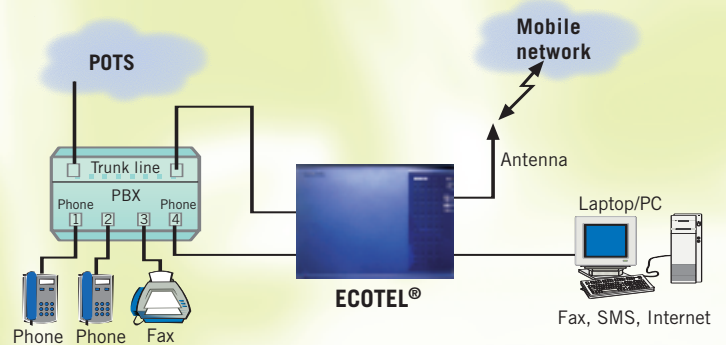 POTS
Mobile
network
Trunk line
PBX
Phone
Phone
1
2
3
4
Antenna
Laptop/PC
ECOTEL®
Fax, SMS, Internet
Phone
Phone
Fax